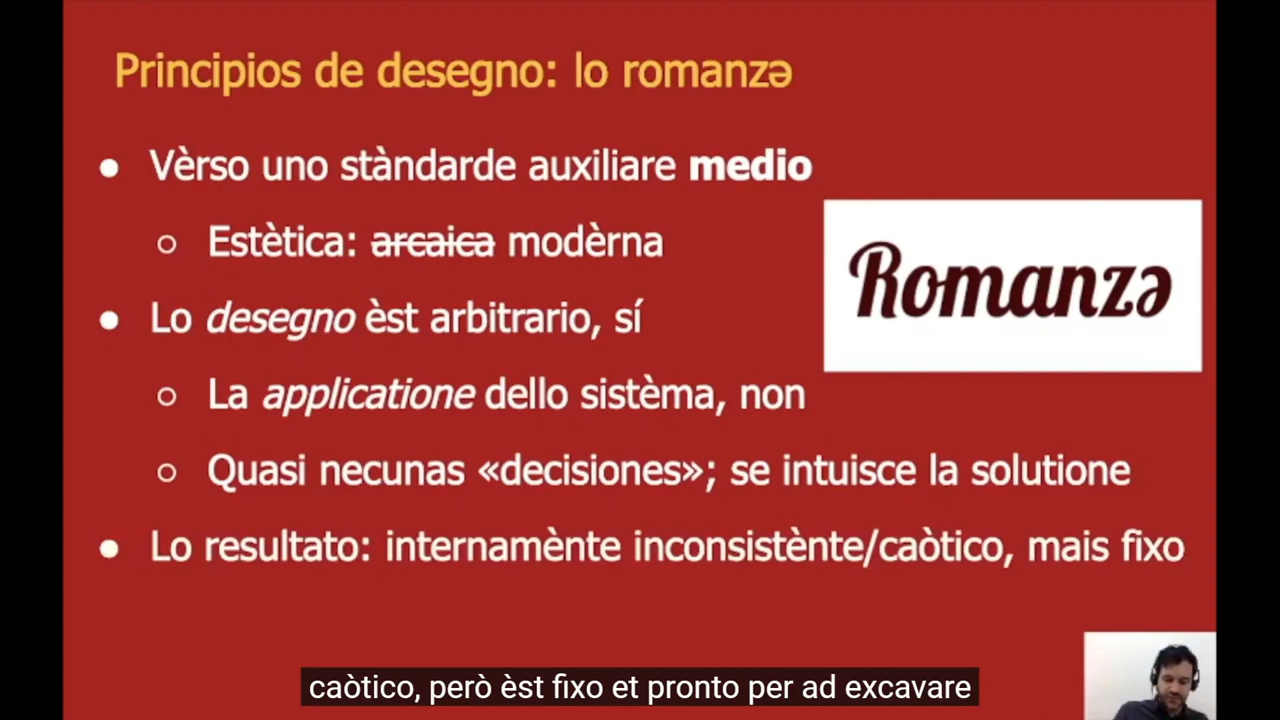 Principios de desegno: lo romanzə
● Vèrso uno stàndarde auxiliare medio
○ Estètica: arcaica modèrna
Romanzə
● Lo desegno èst arbitrario, sí
○ La applicatione dello sistèma, non
○ Quasi necunas «decisiones»; se intuisce la solutione
● Lo resultato: internamènte inconsistènte/caòtico, mais fixo
caòtico, però èst fixo et pronto per ad excavare